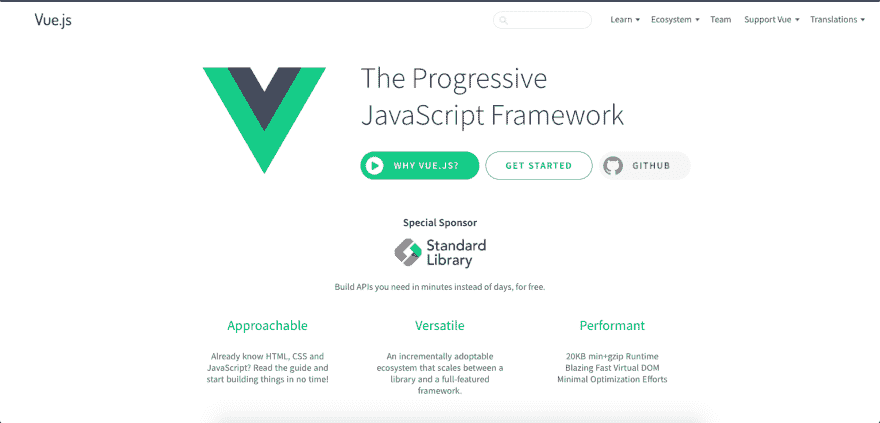 Vue.js
Learn Ecosystem Team Support Vue Translations
The Progressive
JavaScript Framework
WHY VUE.JS? GET STARTED GITHUB
Special Sponsor
Standard
Library
Build APIs you need in minutes instead of days, for free.
Approachable
Already know HTML, CSS and
JavaScript? Read the guide and
start building things in no time!
Versatile
An incrementally adoptable
ecosystem that scales between a
library and a full-featured
framework.
Performant
20KB min+gzip Runtime
Blazing Fast Virtual DOM
Minimal Optimization Efforts